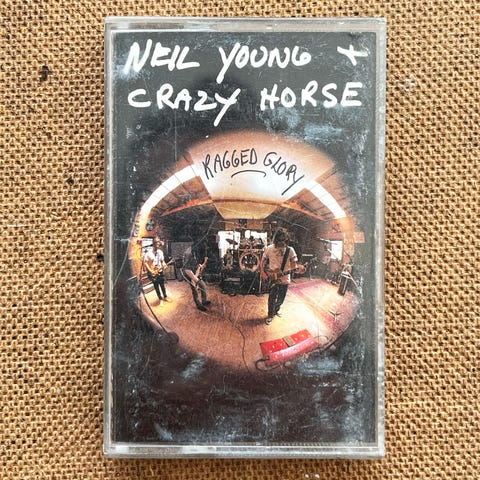 NEIL YOUNG +
CRAZY HORSE
RAGGED GLORY